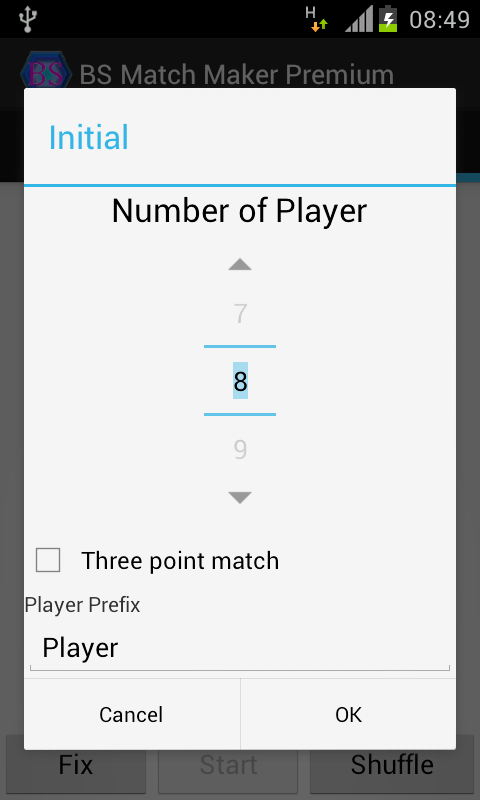 H
08:49
BS BS Match Maker Premium
Initial
Number of Player
7
8
9
Three point match
Player Prefix
Player
Cancel OK
Fix Start Shuffle